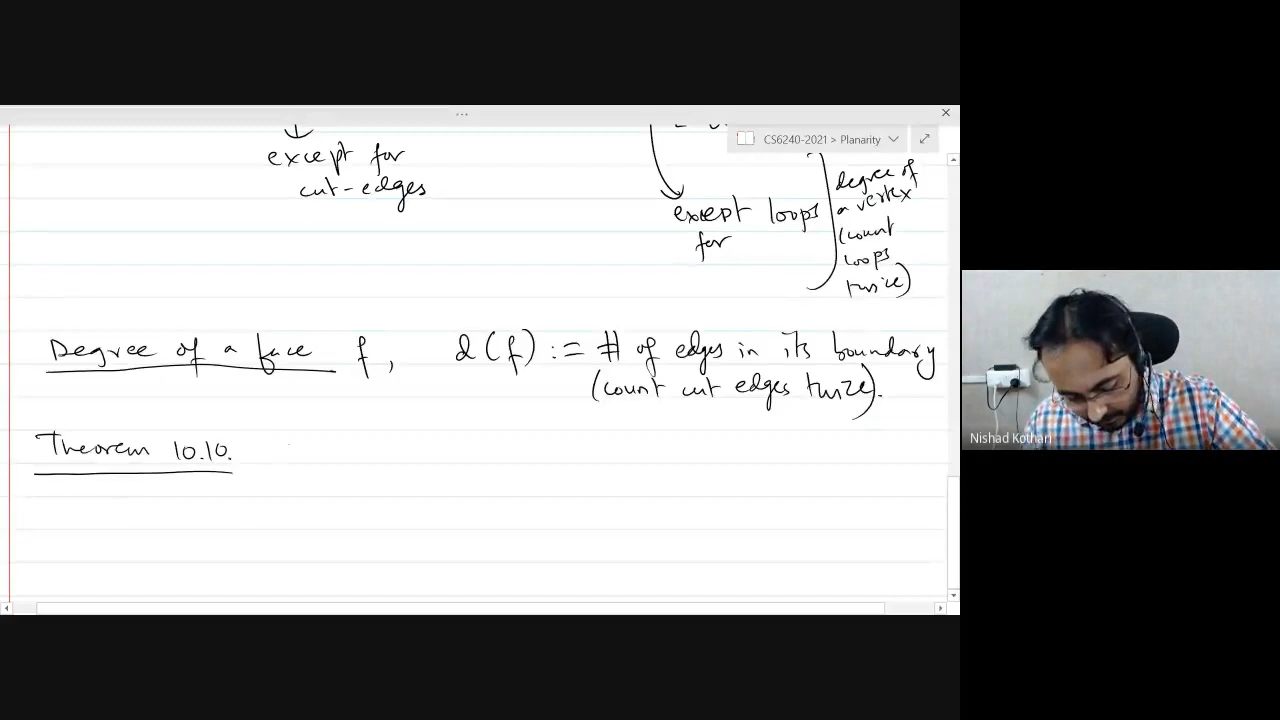 CS6240-2021 > Planarity
except for
cut-edges
except loops
for
degree of
a vertex
(count
loops
twice)
Degree of a face f, d(f) := # of edges in its boundary
(count cut edges twice).
Theorem 10.10.
Nishad Kothari